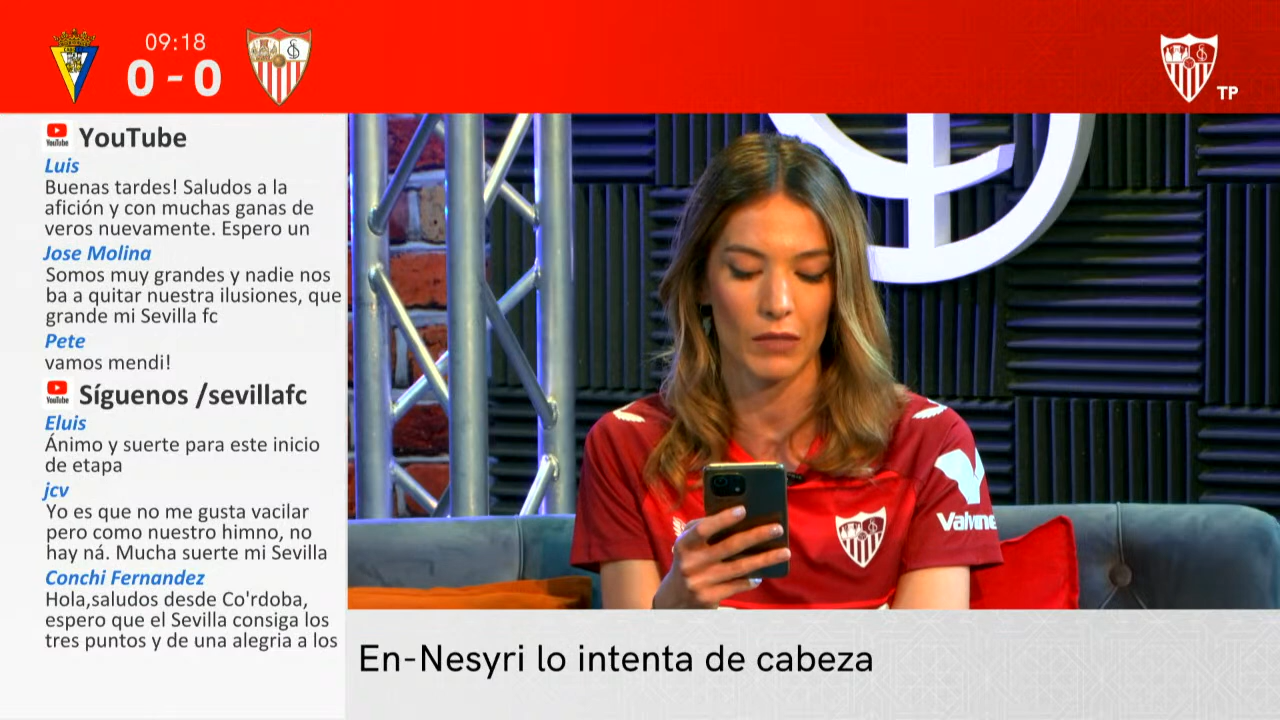 09:18
0 - 0
TP
YouTube
Luis
Buenas tardes! Saludos a la
afición y con muchas ganas de
veros nuevamente. Espero un
Jose Molina
Somos muy grandes y nadie nos
ba a quitar nuestra ilusiones, que
grande mi Sevilla fc
Pete
vamos mendi!
YouTube
Síguenos /sevillafc
Eluis
Ánimo y suerte para este inicio
de etapa
jcv
Yo es que no me gusta vacilar
pero como nuestro himno, no
hay ná. Mucha suerte mi Sevilla
Conchi Fernandez
Hola,saludos desde Co'rdoba,
espero que el Sevilla consiga los
tres puntos y de una alegria a los
Valvine
En-Nesyri lo intenta de cabeza